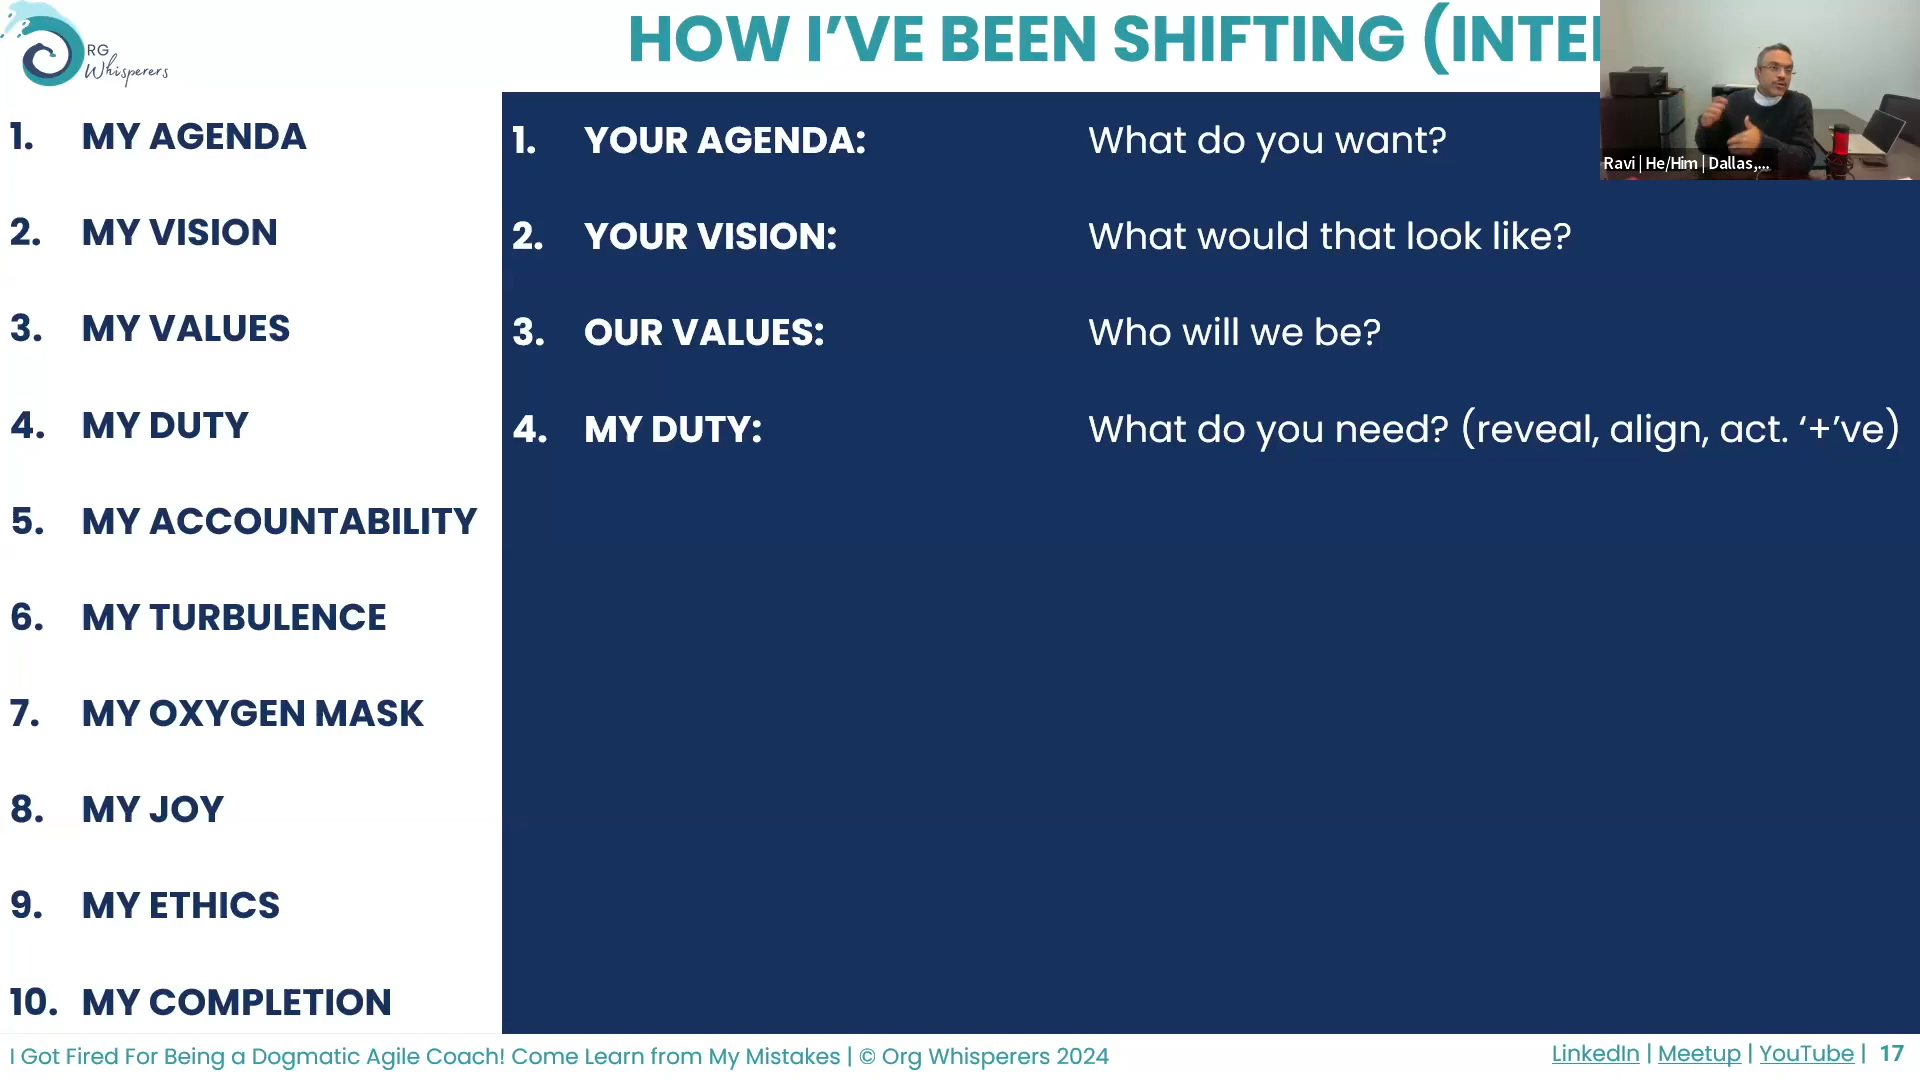 RG
Whisperers
HOW I’VE BEEN SHIFTING (INTE
Ravi | He/Him | Dallas,...
1. MY AGENDA
2. MY VISION
3. MY VALUES
4. MY DUTY
5. MY ACCOUNTABILITY
6. MY TURBULENCE
7. MY OXYGEN MASK
8. MY JOY
9. MY ETHICS
10. MY COMPLETION
1. YOUR AGENDA: What do you want?
2. YOUR VISION: What would that look like?
3. OUR VALUES: Who will we be?
4. MY DUTY: What do you need? (reveal, align, act. ‘+’ve)
I Got Fired For Being a Dogmatic Agile Coach! Come Learn from My Mistakes | © Org Whisperers 2024
LinkedIn | Meetup | YouTube | 17